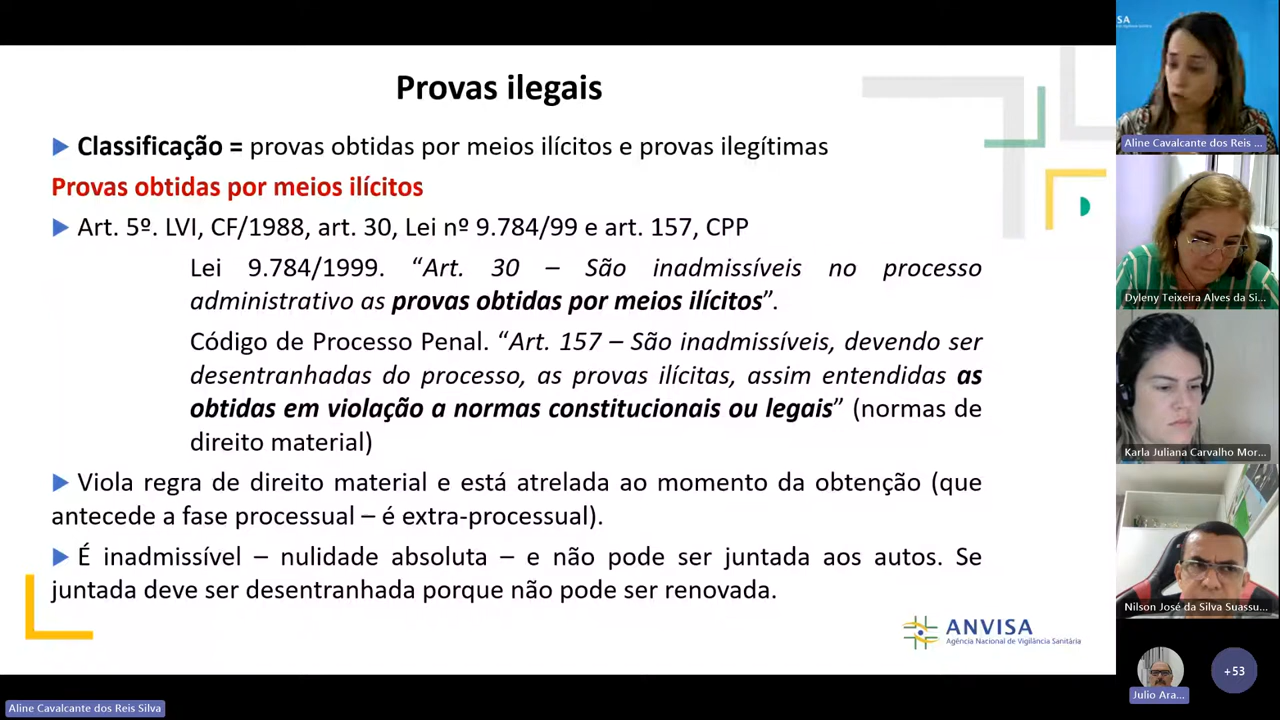 Provas ilegais
Classificação = provas obtidas por meios ilícitos e provas ilegítimas
Provas obtidas por meios ilícitos
Art. 5º. LVI, CF/1988, art. 30, Lei nº 9.784/99 e art. 157, CPP
Lei 9.784/1999. “Art. 30 – São inadmissíveis no processo
administrativo as provas obtidas por meios ilícitos”.
Código de Processo Penal. “Art. 157 – São inadmissíveis, devendo ser
desentranhadas do processo, as provas ilícitas, assim entendidas as
obtidas em violação a normas constitucionais ou legais” (normas de
direito material)
Viola regra de direito material e está atrelada ao momento da obtenção (que
antecede a fase processual – é extra-processual).
É inadmissível – nulidade absoluta – e não pode ser juntada aos autos. Se
juntada deve ser desentranhada porque não pode ser renovada.
ANVISA
Agência Nacional de Vigilância Sanitária
Aline Cavalcante dos Reis Silva
SA
Aline Cavalcante dos Reis ...
Dyleny Teixeira Alves da Si...
Karla Juliana Carvalho Mor...
Nilson José da Silva Suassu...
Julio Ara...
+53